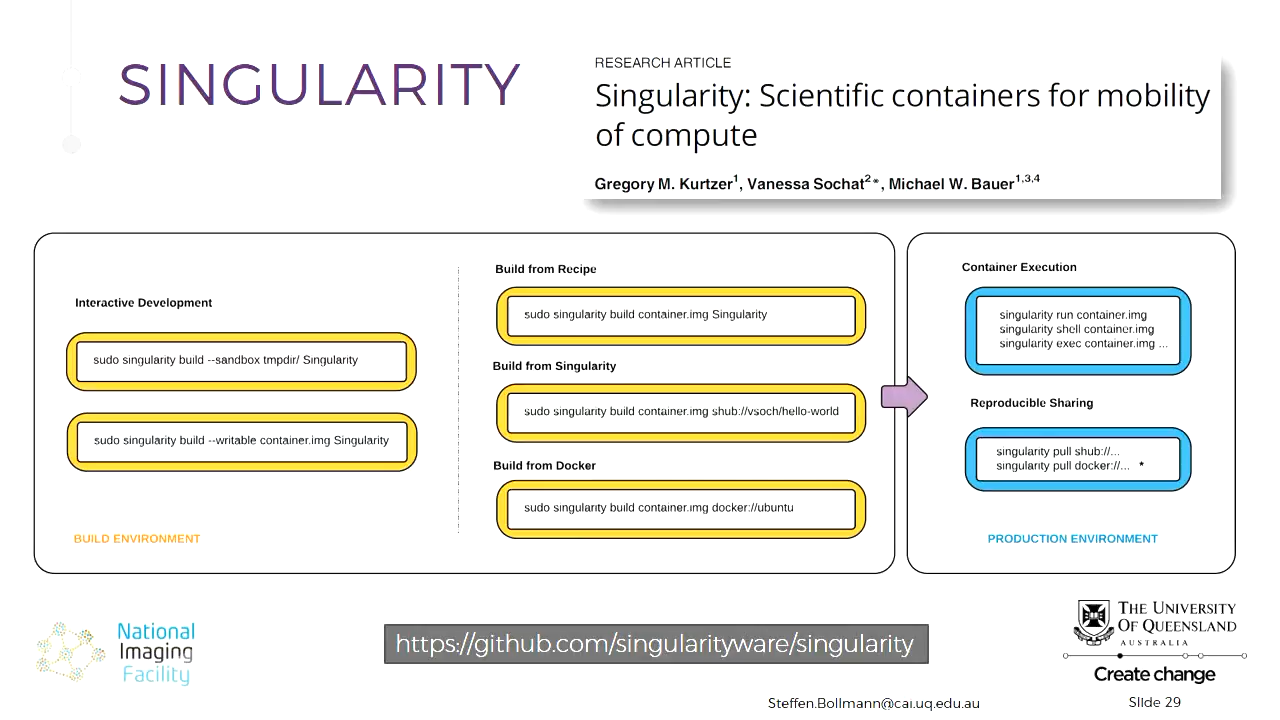 SINGULARITY
RESEARCH ARTICLE
Singularity: Scientific containers for mobility
of compute
Gregory M. Kurtzer1, Vanessa Sochat2*, Michael W. Bauer1,3,4
Interactive Development
sudo singularity build --sandbox tmpdir/ Singularity
sudo singularity build --writable container.img Singularity
BUILD ENVIRONMENT
Build from Recipe
sudo singularity build container.img Singularity
Build from Singularity
sudo singularity build container.img shub://vsoch/hello-world
Build from Docker
sudo singularity build container.img docker://ubuntu
Container Execution
singularity run container.img
singularity shell container.img
singularity exec container.img ...
Reproducible Sharing
singularity pull shub://...
singularity pull docker://... *
PRODUCTION ENVIRONMENT
National
Imaging
Facility
https://github.com/singularityware/singularity
THE UNIVERSITY
OF QUEENSLAND
AUSTRALIA
Create change
Steffen.Bollmann@cai.uq.edu.au
Slide 29